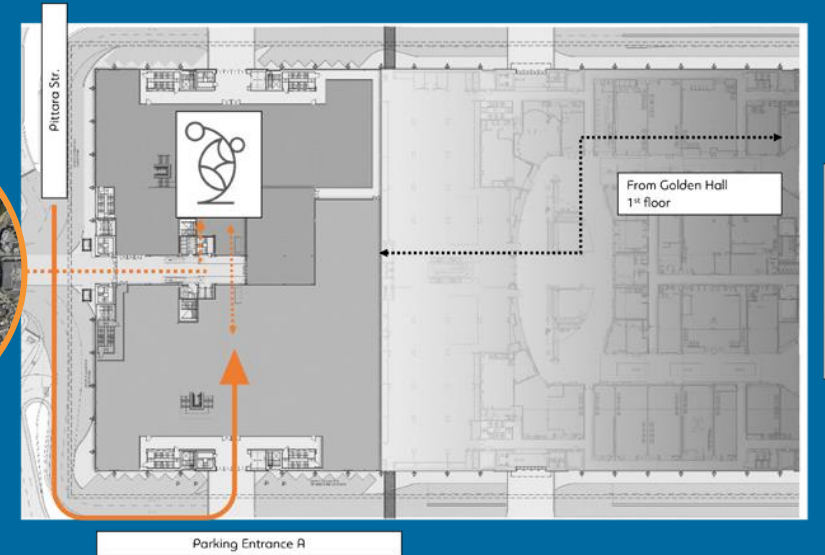 Pittara Str.
From Golden Hall
1st floor
Parking Entrance A